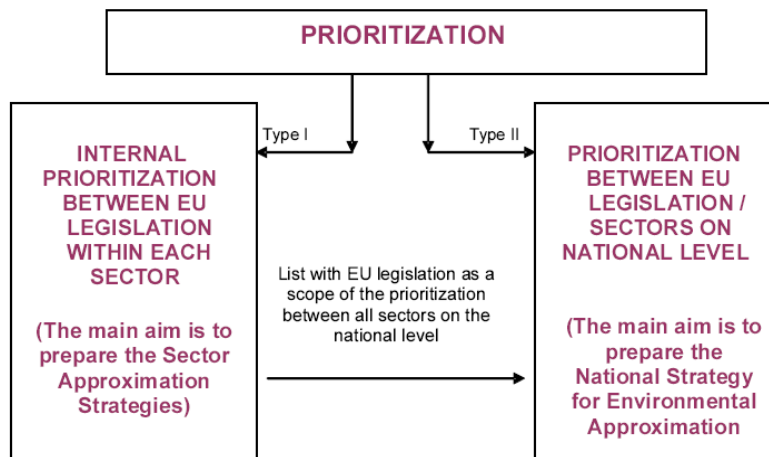 PRIORITIZATION
Type I
Type II
INTERNAL
PRIORITIZATION
BETWEEN EU
LEGISLATION
WITHIN EACH
SECTOR
(The main aim is to
prepare the Sector
Approximation
Strategies)
List with EU legislation as a
scope of the prioritization
between all sectors on the
national level
PRIORITIZATION
BETWEEN EU
LEGISLATION /
SECTORS ON
NATIONAL LEVEL
(The main aim is to
prepare the
National Strategy
for Environmental
Approximation